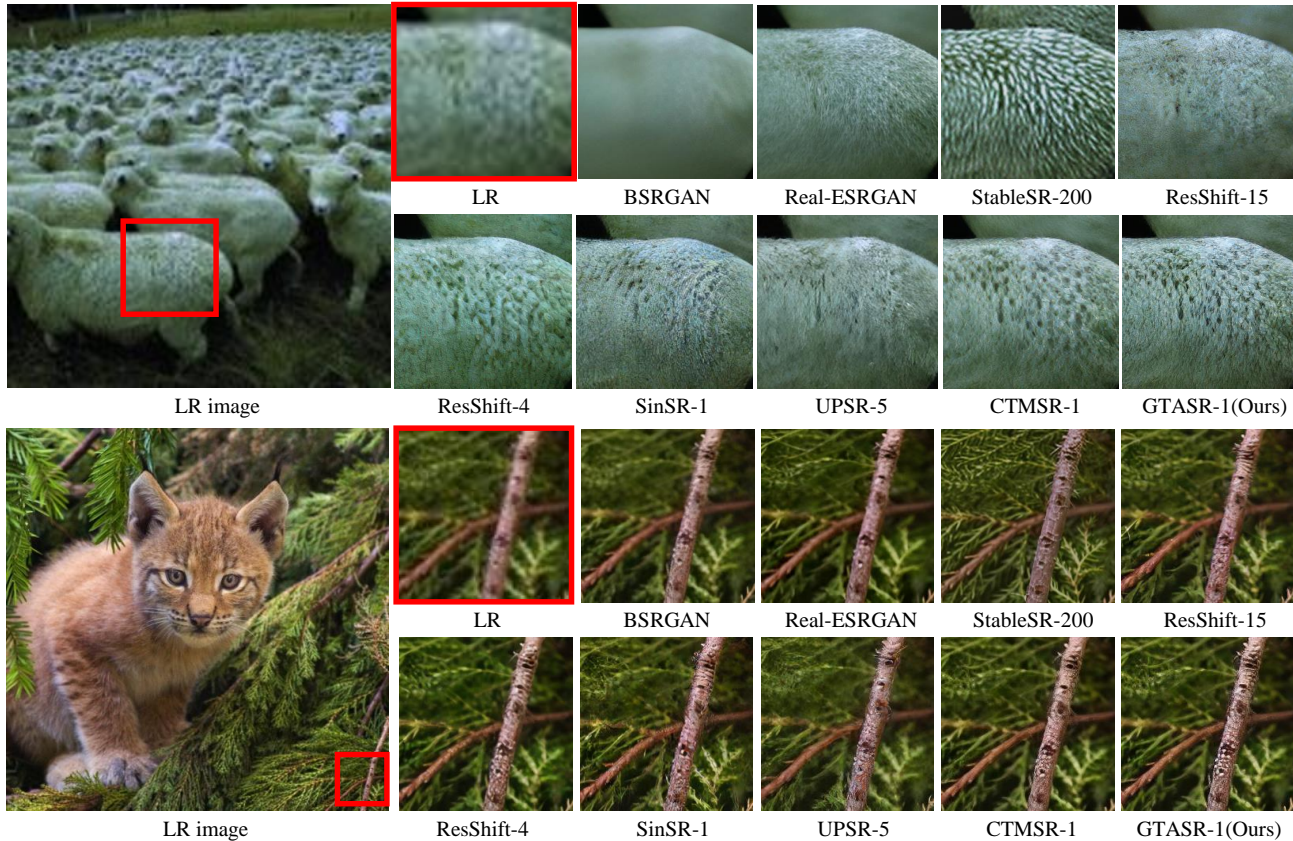 LR BSRGAN Real-ESRGAN StableSR-200 ResShift-15
LR image ResShift-4 SinSR-1 UPSR-5 CTMSR-1 GTASR-1(Ours)
LR BSRGAN Real-ESRGAN StableSR-200 ResShift-15
LR image ResShift-4 SinSR-1 UPSR-5 CTMSR-1 GTASR-1(Ours)